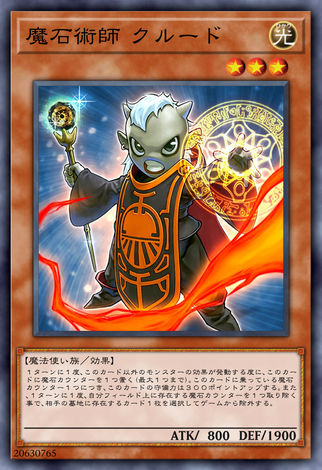 魔石術師 クルード
光
【魔法使い族／効果】
１ターンに１度、このカード以外のモンスターの効果が発動する度に、このカー
ドに魔石カウンターを１つ置く（最大１つまで）。このカードに乗っている魔石
カウンター１つにつき、このカードの守備力は３００ポイントアップする。また、
１ターンに１度、自分フィールド上に存在する魔石カウンターを１つ取り除く
事で、相手の墓地に存在するカード１枚を選択してゲームから除外する。
ATK/ 800 DEF/1900
20630765